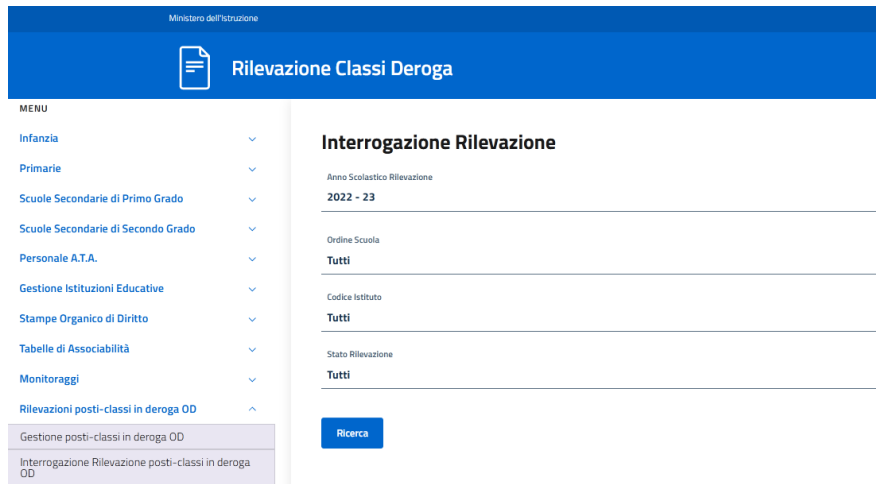 Ministero dell'Istruzione
Rilevazione Classi Deroga
MENU
Infanzia
Primarie
Scuole Secondarie di Primo Grado
Scuole Secondarie di Secondo Grado
Personale A.T.A.
Gestione Istituzioni Educative
Stampe Organico di Diritto
Tabelle di Associabilità
Monitoraggi
Rilevazioni posti-classi in deroga OD
Gestione posti-classi in deroga OD
Interrogazione Rilevazione posti-classi in deroga
OD
Interrogazione Rilevazione
Anno Scolastico Rilevazione
2022 - 23
Ordine Scuola
Tutti
Codice Istituto
Tutti
Stato Rilevazione
Tutti
Ricerca